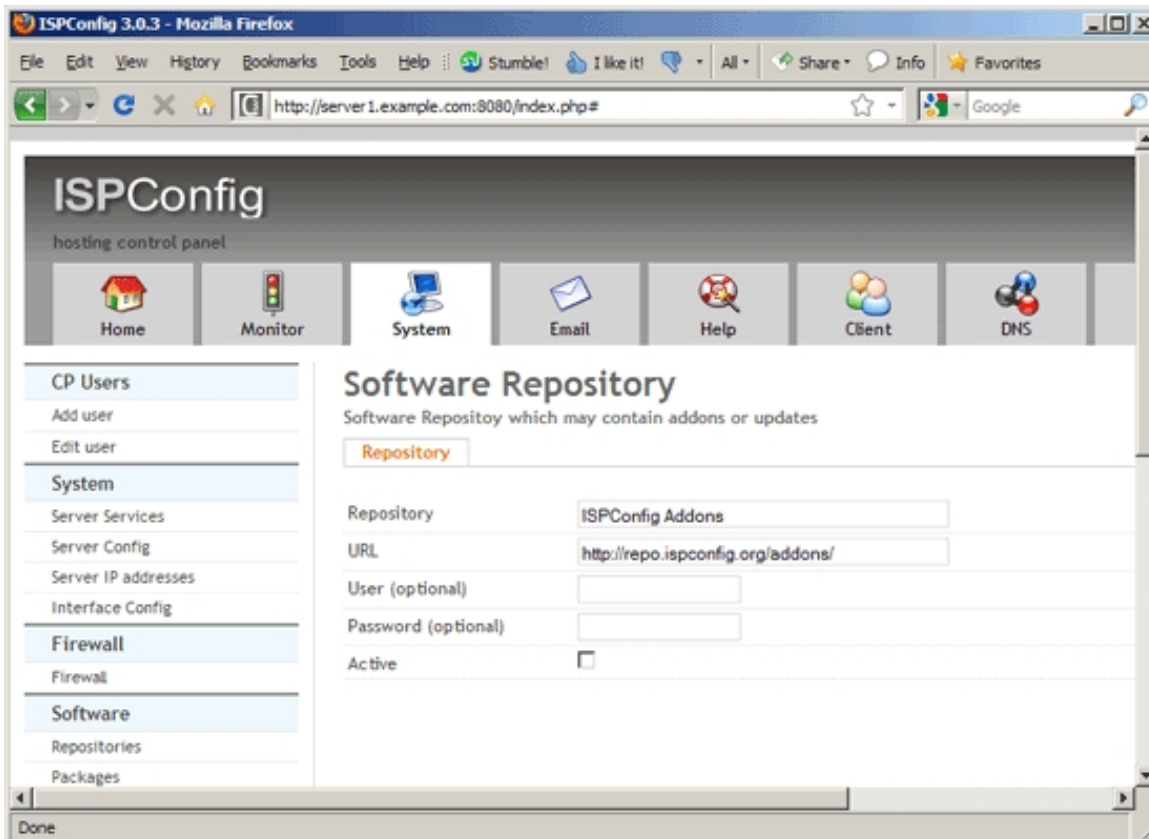 ISPConfig 3.0.3 - Mozilla Firefox
File Edit View History Bookmarks Tools Help Stumble! I like it! All Share Info Favorites
http://server1.example.com:8080/index.php# Google
ISPConfig
hosting control panel
Home Monitor System Email Help Client DNS
CP Users
Add user
Edit user
System
Server Services
Server Config
Server IP addresses
Interface Config
Firewall
Firewall
Software
Repositories
Packages
Software Repository
Software Repositoy which may contain addons or updates
Repository
Repository ISPConfig Addons
URL http://repo.ispconfig.org/addons/
User (optional)
Password (optional)
Active
Done